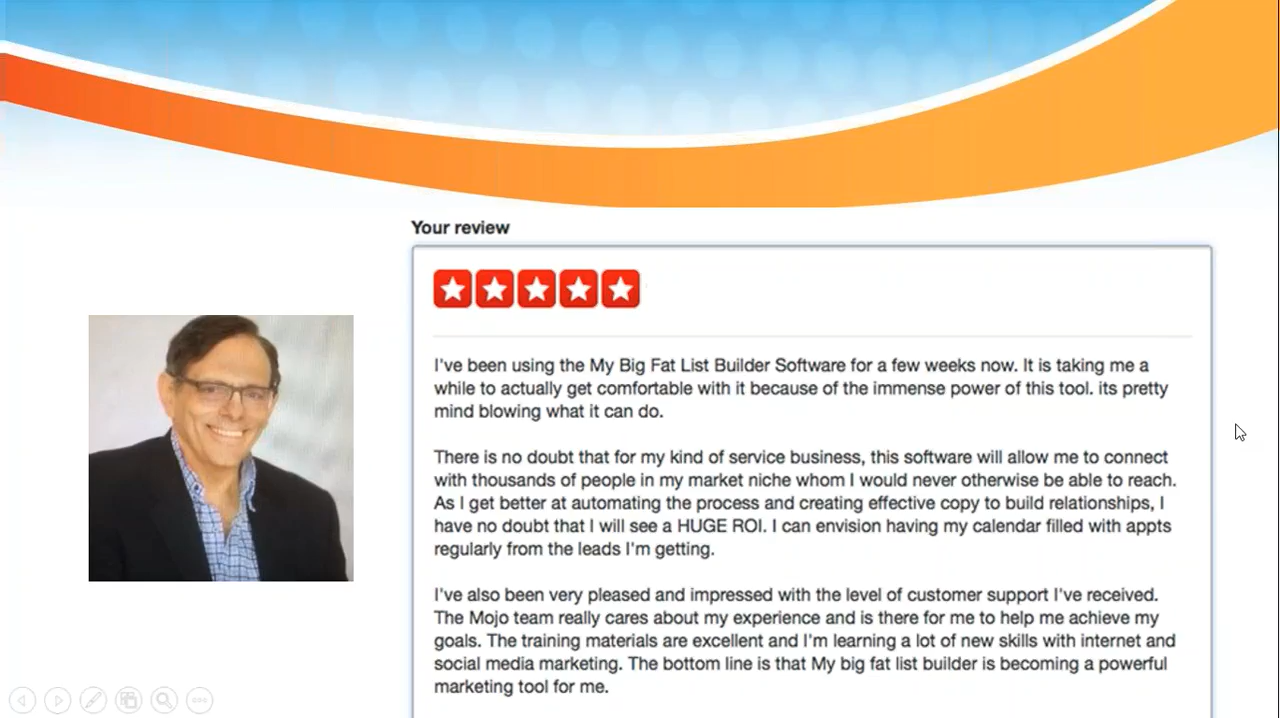 Your review
I've been using the My Big Fat List Builder Software for a few weeks now. It is taking me a
while to actually get comfortable with it because of the immense power of this tool. its pretty
mind blowing what it can do.
There is no doubt that for my kind of service business, this software will allow me to connect
with thousands of people in my market niche whom I would never otherwise be able to reach.
As I get better at automating the process and creating effective copy to build relationships, I
have no doubt that I will see a HUGE ROI. I can envision having my calendar filled with appts
regularly from the leads I'm getting.
I've also been very pleased and impressed with the level of customer support I've received.
The Mojo team really cares about my experience and is there for me to help me achieve my
goals. The training materials are excellent and I'm learning a lot of new skills with internet and
social media marketing. The bottom line is that My big fat list builder is becoming a powerful
marketing tool for me.